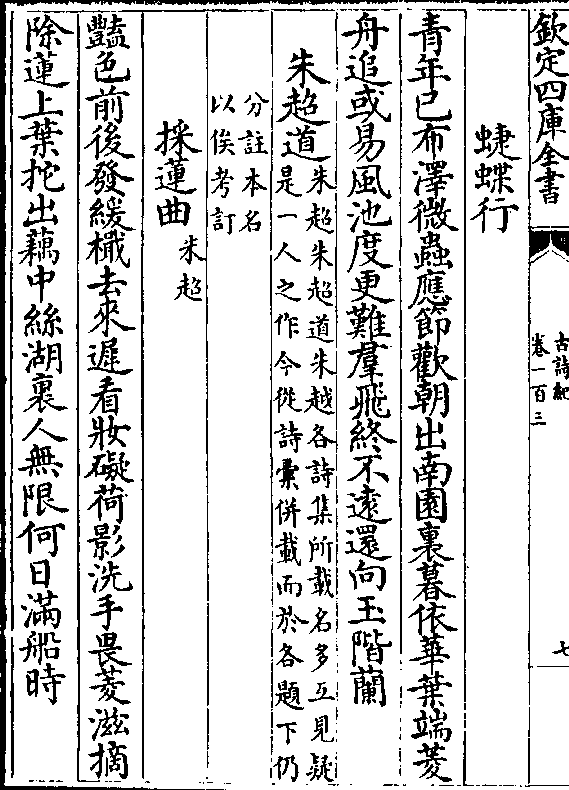 欽定四庫全書
古詩紀
卷一百三
七
蜨蝶行
青年已布澤微蟲應節歡朝出南園裏暮依華葉端菱
舟追或易風池度更難羣飛終不遠還向玉階蘭
朱超道朱超朱超道朱越各詩集所載名多互見疑
是一人之作今從詩彙併載而於各題下仍
分註本名
以俟考訂
採蓮曲朱超
豔色前後發緩檝去來遲看妝礙荷影洗手畏菱滋摘
除蓮上葉拕出藕中絲湖裏人無限何日滿船時